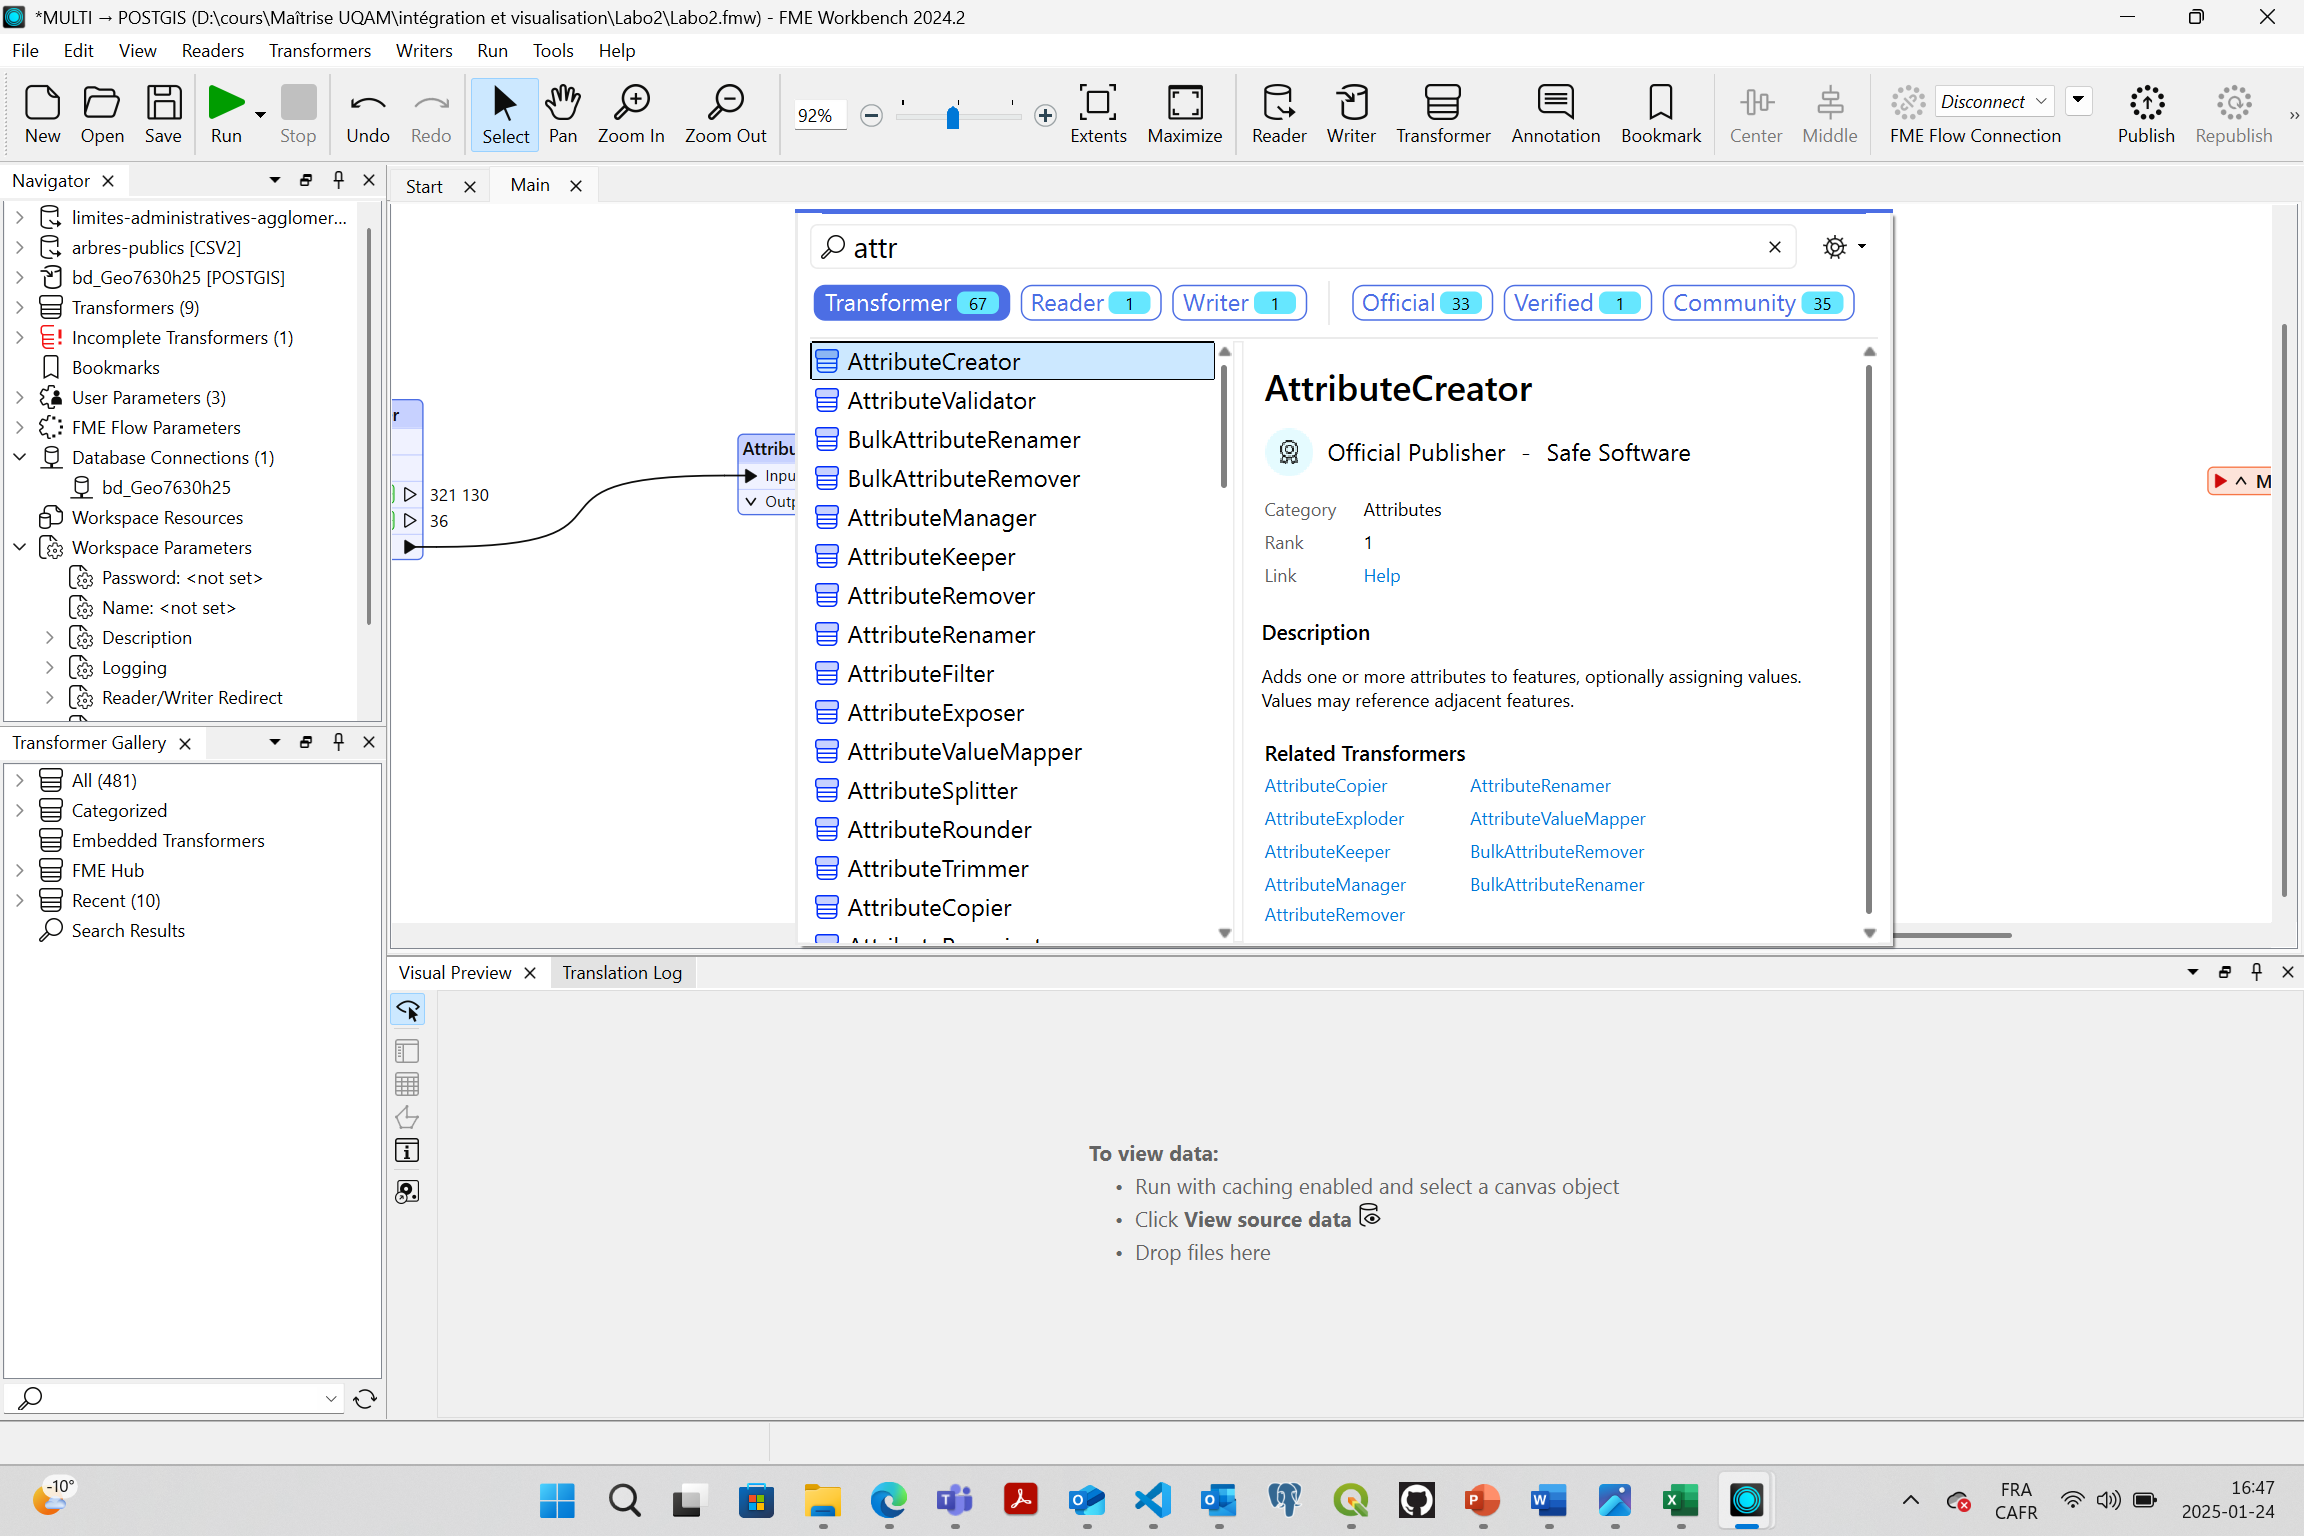 *MULTI → POSTGIS (D:\cours\Maîtrise UQAM\intégration et visualisation\Labo2\Labo2.fmw) - FME Workbench 2024.2
File Edit View Readers Transformers Writers Run Tools Help
New Open Save Run Stop Undo Redo Select Pan Zoom In Zoom Out 92% Extents Maximize Reader Writer Transformer Annotation Bookmark Center Middle Disconnect FME Flow Connection Publish Republish »
Navigator
limites-administratives-agglomer...
arbres-publics [CSV2]
bd_Geo7630h25 [POSTGIS]
Transformers (9)
Incomplete Transformers (1)
Bookmarks
User Parameters (3)
FME Flow Parameters
Database Connections (1)
bd_Geo7630h25
Workspace Resources
Workspace Parameters
Password: <not set>
Name: <not set>
Description
Logging
Reader/Writer Redirect
Transformer Gallery
All (481)
Categorized
Embedded Transformers
FME Hub
Recent (10)
Search Results
Start Main
r
321 130
36
Attribu
Inpu
Outp
M
attr
Transformer 67 Reader 1 Writer 1 Official 33 Verified 1 Community 35
AttributeCreator
AttributeValidator
BulkAttributeRenamer
BulkAttributeRemover
AttributeManager
AttributeKeeper
AttributeRemover
AttributeRenamer
AttributeFilter
AttributeExposer
AttributeValueMapper
AttributeSplitter
AttributeRounder
AttributeTrimmer
AttributeCopier
AttributeCreator
Official Publisher - Safe Software
Category Attributes
Rank 1
Link Help
Description
Adds one or more attributes to features, optionally assigning values.
Values may reference adjacent features.
Related Transformers
AttributeCopier AttributeRenamer
AttributeExploder AttributeValueMapper
AttributeKeeper BulkAttributeRemover
AttributeManager BulkAttributeRenamer
AttributeRemover
Visual Preview Translation Log
To view data:
• Run with caching enabled and select a canvas object
• Click View source data
• Drop files here
-10°
FRA
CAFR
16:47
2025-01-24